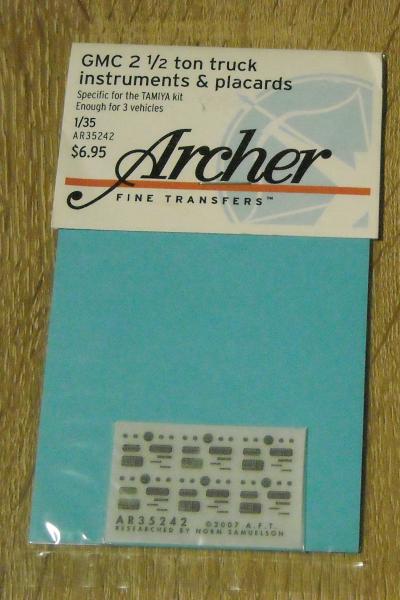 GMC 2 1/2 ton truck
instruments & placards
Specific for the TAMIYA kit
Enough for 3 vehicles
1/35
AR35242
$6.95
Archer
FINE TRANSFERS™
AR35242 ©2007 A.F.T.
RESEARCHED BY NORM SAMUELSON